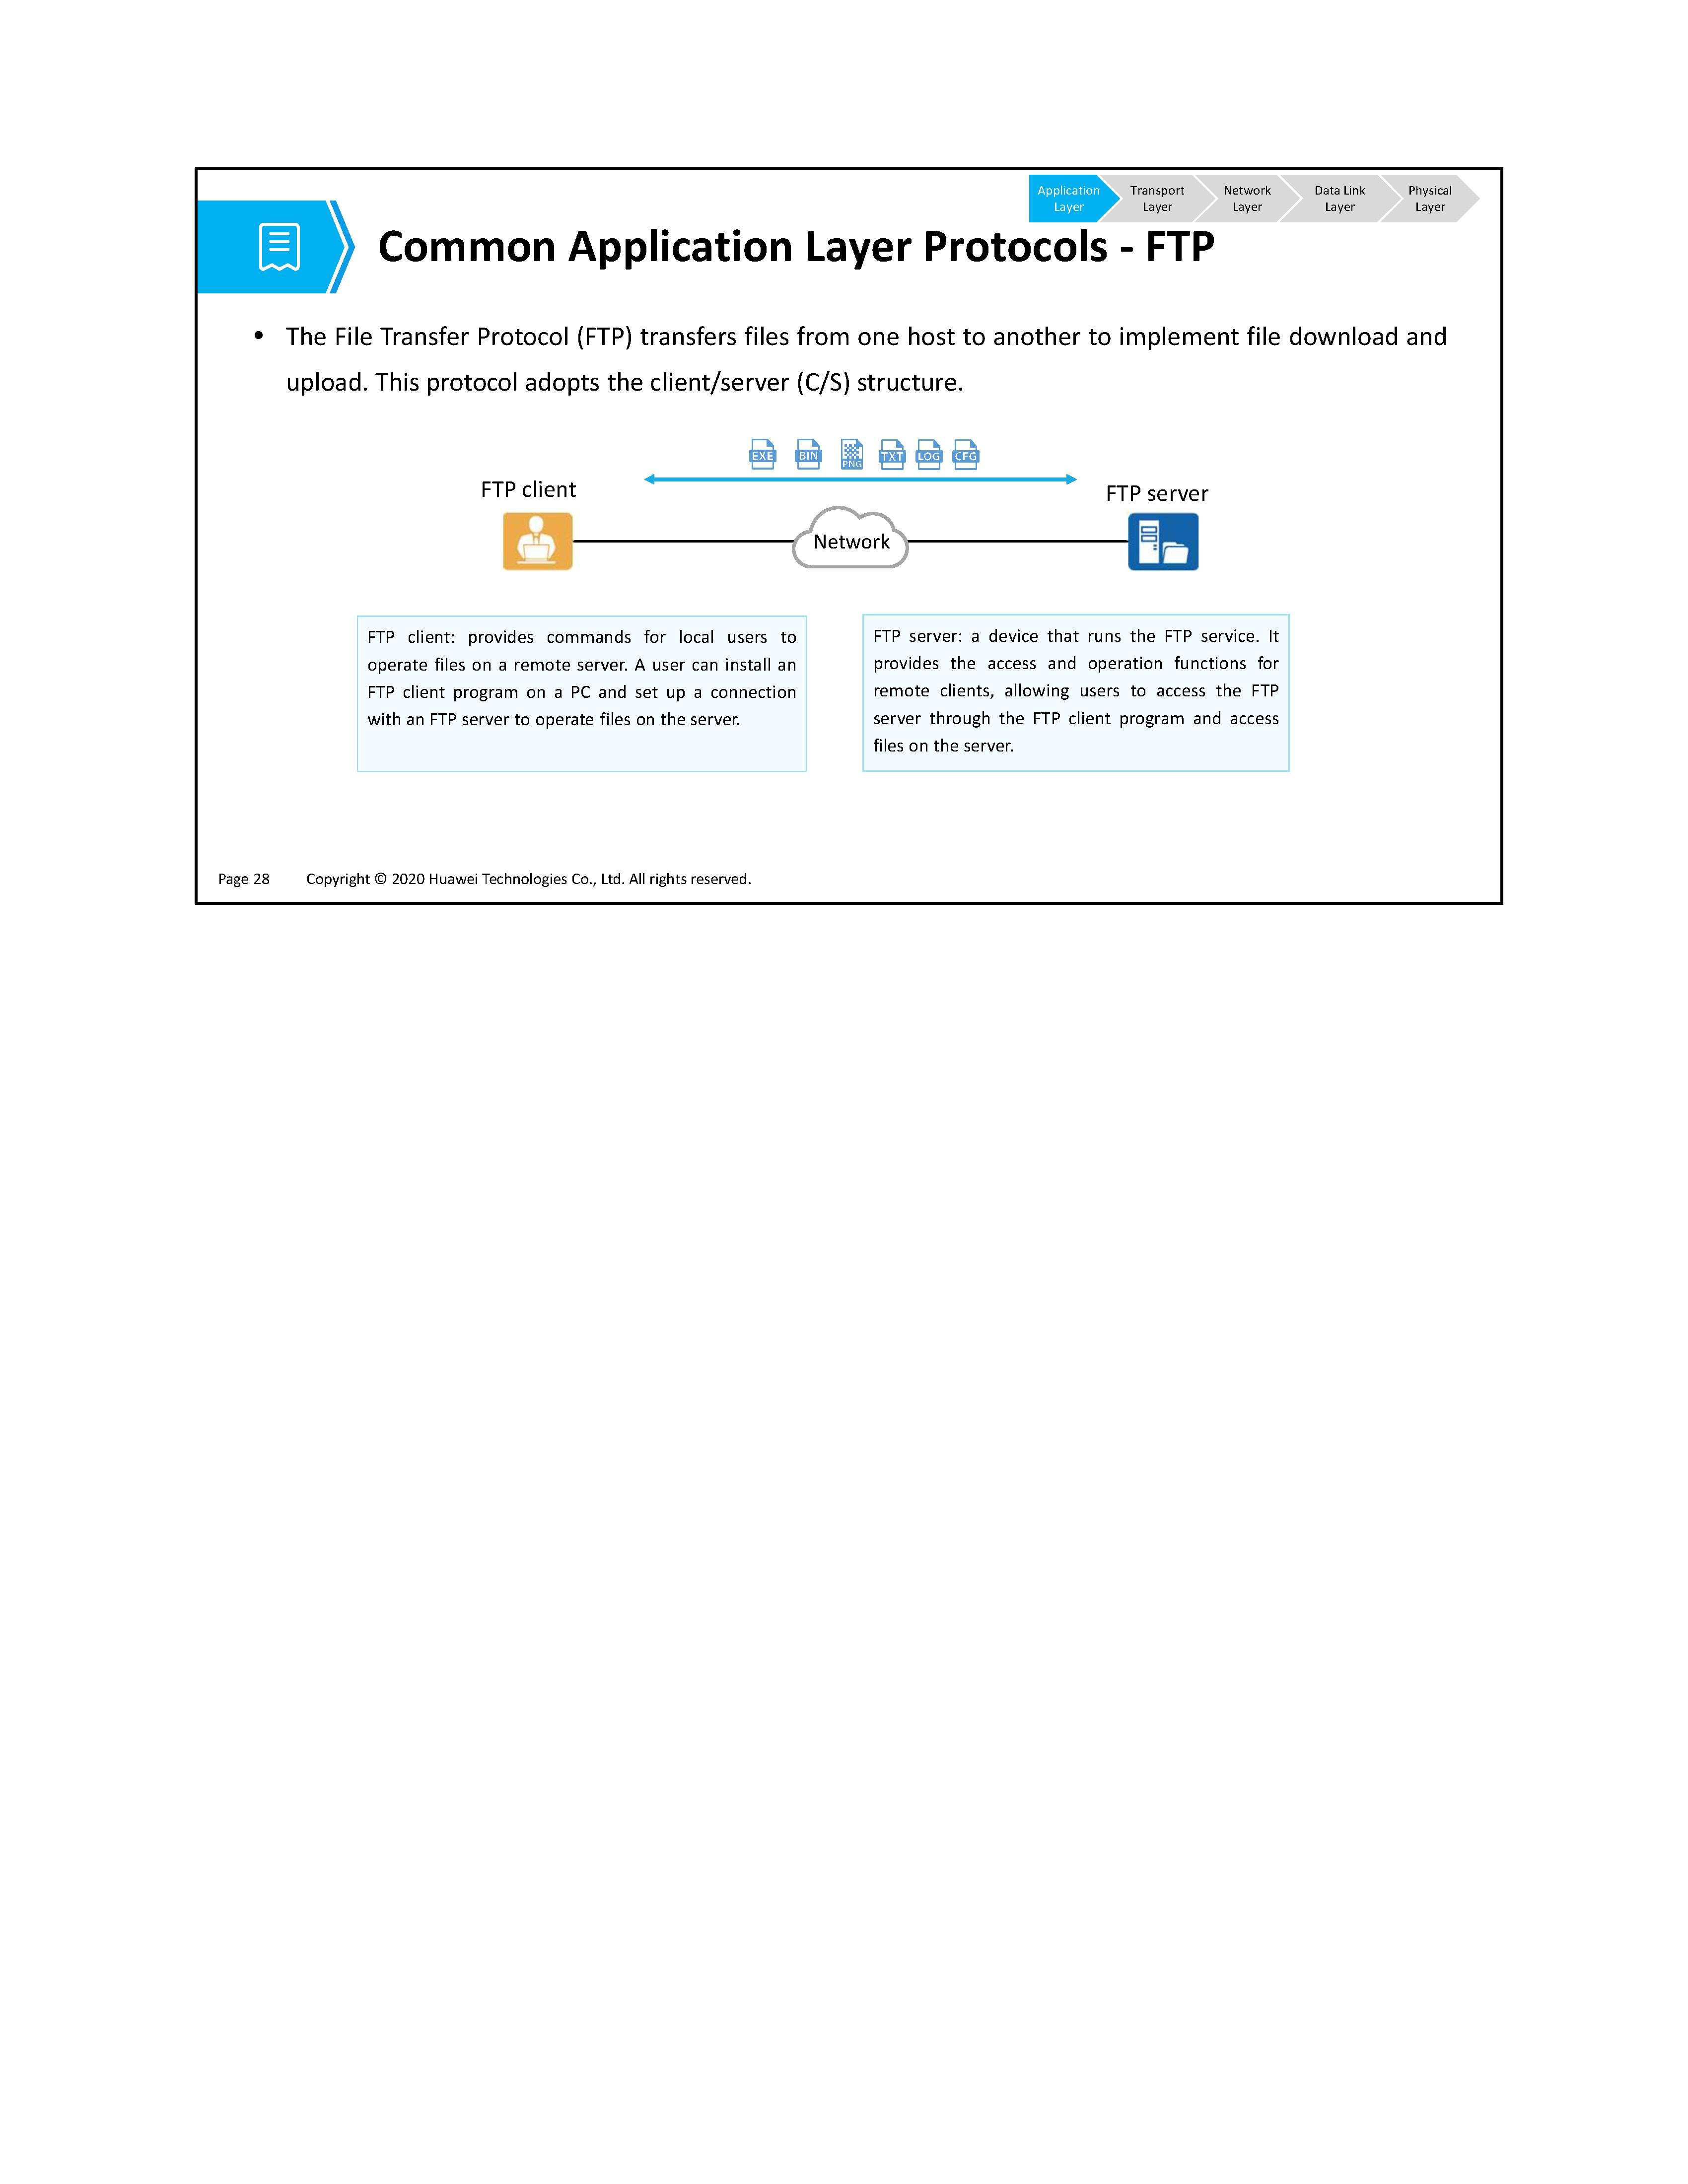 Application Layer
Transport Layer
Network Layer
Data Link Layer
Physical Layer
Common Application Layer Protocols - FTP
• The File Transfer Protocol (FTP) transfers files from one host to another to implement file download and
upload. This protocol adopts the client/server (C/S) structure.
EXE BIN PNG TXT LOG CFG
FTP client
FTP server
Network
FTP client: provides commands for local users to
operate files on a remote server. A user can install an
FTP client program on a PC and set up a connection
with an FTP server to operate files on the server.
FTP server: a device that runs the FTP service. It
provides the access and operation functions for
remote clients, allowing users to access the FTP
server through the FTP client program and access
files on the server.
Page 28 Copyright © 2020 Huawei Technologies Co., Ltd. All rights reserved.